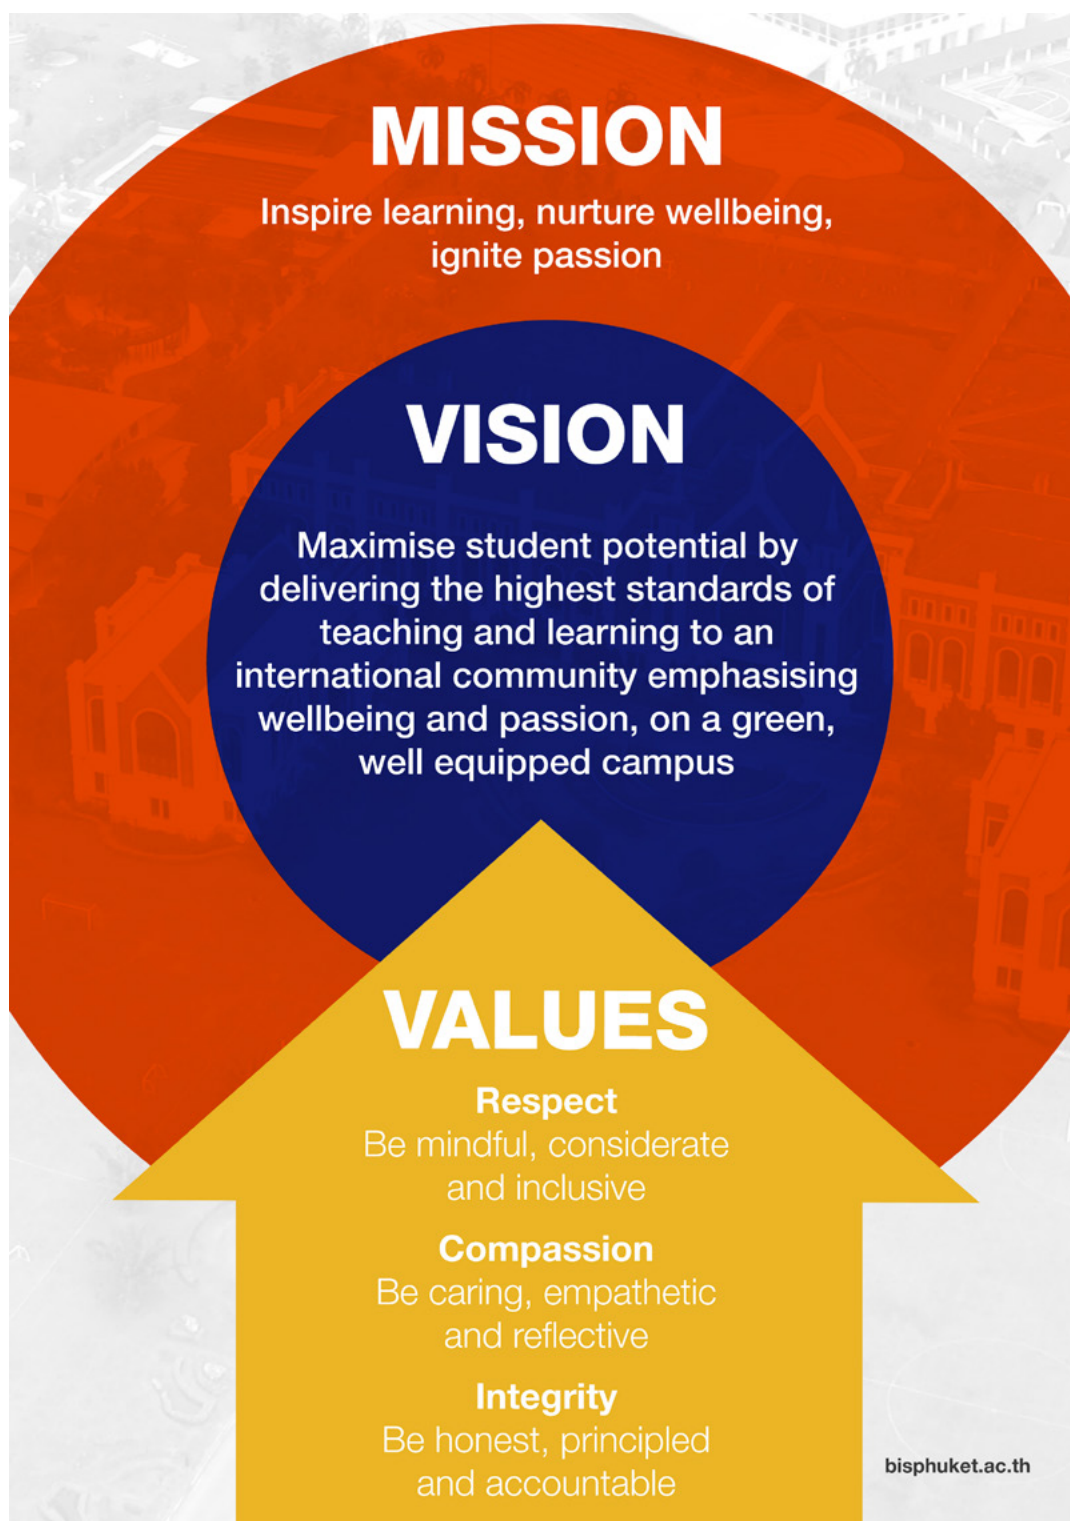 MISSION
Inspire learning, nurture wellbeing,
ignite passion
VISION
Maximise student potential by
delivering the highest standards of
teaching and learning to an
international community emphasising
wellbeing and passion, on a green,
well equipped campus
VALUES
Respect
Be mindful, considerate
and inclusive
Compassion
Be caring, empathetic
and reflective
Integrity
Be honest, principled
and accountable
bisphuket.ac.th